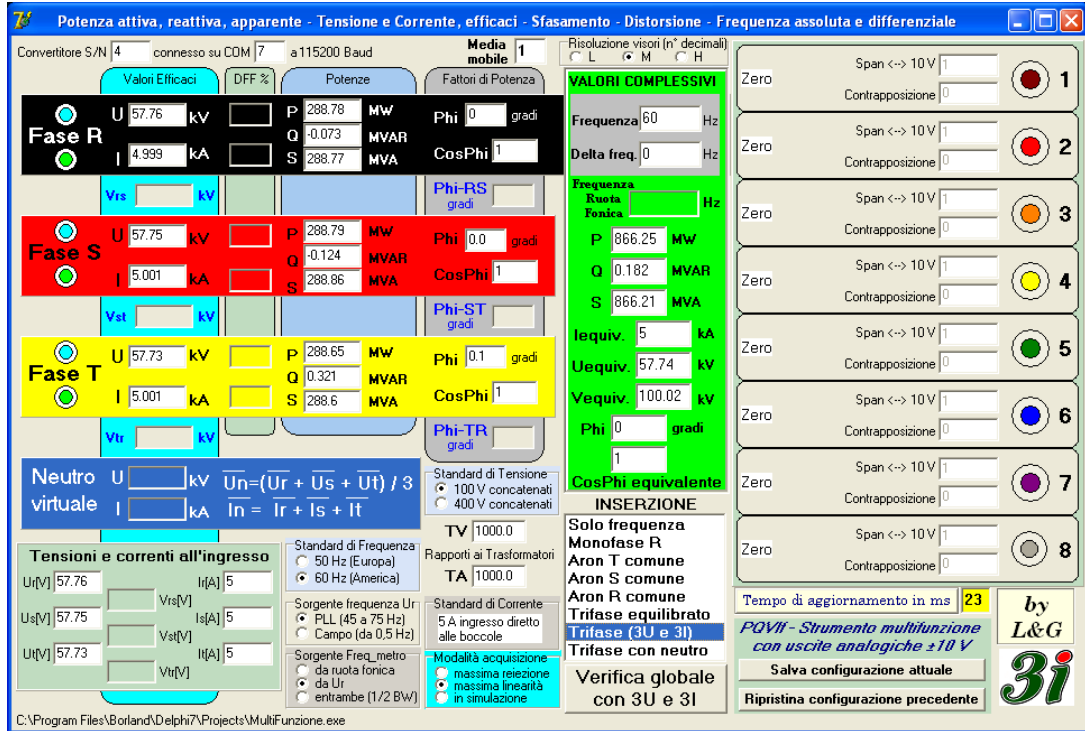 Potenza attiva, reattiva, apparente - Tensione e Corrente, efficaci - Sfasamento - Distorsione - Frequenza assoluta e differenziale
Convertitore S/N 4 connesso su COM 7 a 115200 Baud
Media mobile 1
Risoluzione visori (n° decimali)
L M H
Valori Efficaci
DFF %
Potenze
Fattori di Potenza
Fase R
U 57.76 kV
I 4.999 kA
P 288.78 MW
Q -0.073 MVAR
S 288.77 MVA
Phi 0 gradi
CosPhi 1
Vrs kV
Phi-RS
gradi
Fase S
U 57.75 kV
I 5.001 kA
P 288.79 MW
Q -0.124 MVAR
S 288.86 MVA
Phi 0.0 gradi
CosPhi 1
Vst kV
Phi-ST
gradi
Fase T
U 57.73 kV
I 5.001 kA
P 288.65 MW
Q 0.321 MVAR
S 288.6 MVA
Phi 0.1 gradi
CosPhi 1
Vtr kV
Phi-TR
gradi
Neutro
virtuale
U kV
I kA
Un=(Ur + Us + Ut) / 3
In = Ir + Is + It
Tensioni e correnti all'ingresso
Ur[V] 57.76 Ir[A] 5
Vrs[V]
Us[V] 57.75 Is[A] 5
Vst[V]
Ut[V] 57.73 It[A] 5
Vtr[V]
Standard di Frequenza
50 Hz (Europa)
60 Hz (America)
Sorgente frequenza Ur
PLL (45 a 75 Hz)
Campo (da 0,5 Hz)
Sorgente Freq_metro
da ruota fonica
da Ur
entrambe (1/2 BW)
Standard di Tensione
100 V concatenati
400 V concatenati
TV 1000.0
Rapporti ai Trasformatori
TA 1000.0
Standard di Corrente
5 A ingresso diretto
alle boccole
Modalità acquisizione
massima reiezione
massima linearità
in simulazione
VALORI COMPLESSIVI
Frequenza 60 Hz
Delta freq. 0 Hz
Frequenza
Ruota
Fonica
Hz
P 866.25 MW
Q 0.182 MVAR
S 866.21 MVA
Iequiv. 5 kA
Uequiv. 57.74 kV
Vequiv. 100.02 kV
Phi 0 gradi
1
CosPhi equivalente
INSERZIONE
Solo frequenza
Monofase R
Aron T comune
Aron S comune
Aron R comune
Trifase equilibrato
Trifase (3U e 3I)
Trifase con neutro
Verifica globale
con 3U e 3I
Zero Span <--> 10 V 1
Contrapposizione 0
1
Zero Span <--> 10 V 1
Contrapposizione 0
2
Zero Span <--> 10 V 1
Contrapposizione 0
3
Zero Span <--> 10 V 1
Contrapposizione 0
4
Zero Span <--> 10 V 1
Contrapposizione 0
5
Zero Span <--> 10 V 1
Contrapposizione 0
6
Zero Span <--> 10 V 1
Contrapposizione 0
7
Zero Span <--> 10 V 1
Contrapposizione 0
8
Tempo di aggiornamento in ms 23
PQVIf - Strumento multifunzione
con uscite analogiche ±10 V
Salva configurazione attuale
Ripristina configurazione precedente
by
L&G
3i
C:\Program Files\Borland\Delphi7\Projects\MultiFunzione.exe